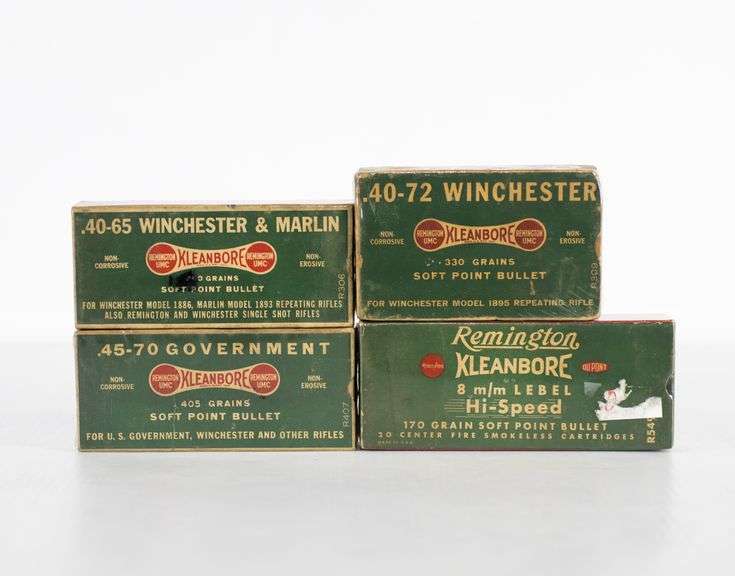 .40-65 WINCHESTER & MARLIN
NON-CORROSIVE
REMINGTON UMC
KLEANBORE
REMINGTON UMC
NON-EROSIVE
GRAINS
SOFT POINT BULLET
FOR WINCHESTER MODEL 1886, MARLIN MODEL 1893 REPEATING RIFLES
ALSO REMINGTON AND WINCHESTER SINGLE SHOT RIFLES
R306
.40-72 WINCHESTER
NON-CORROSIVE
REMINGTON UMC
KLEANBORE
REMINGTON UMC
NON-EROSIVE
330 GRAINS
SOFT POINT BULLET
FOR WINCHESTER MODEL 1895 REPEATING RIFLE
R309
.45-70 GOVERNMENT
NON-CORROSIVE
REMINGTON UMC
KLEANBORE
REMINGTON UMC
NON-EROSIVE
405 GRAINS
SOFT POINT BULLET
FOR U. S. GOVERNMENT, WINCHESTER AND OTHER RIFLES
R407
Remington
KLEANBORE
DU PONT
8 m/m LEBEL
Hi-Speed
170 GRAIN SOFT POINT BULLET
20 CENTER FIRE SMOKELESS CARTRIDGES
MADE IN U.S.A.